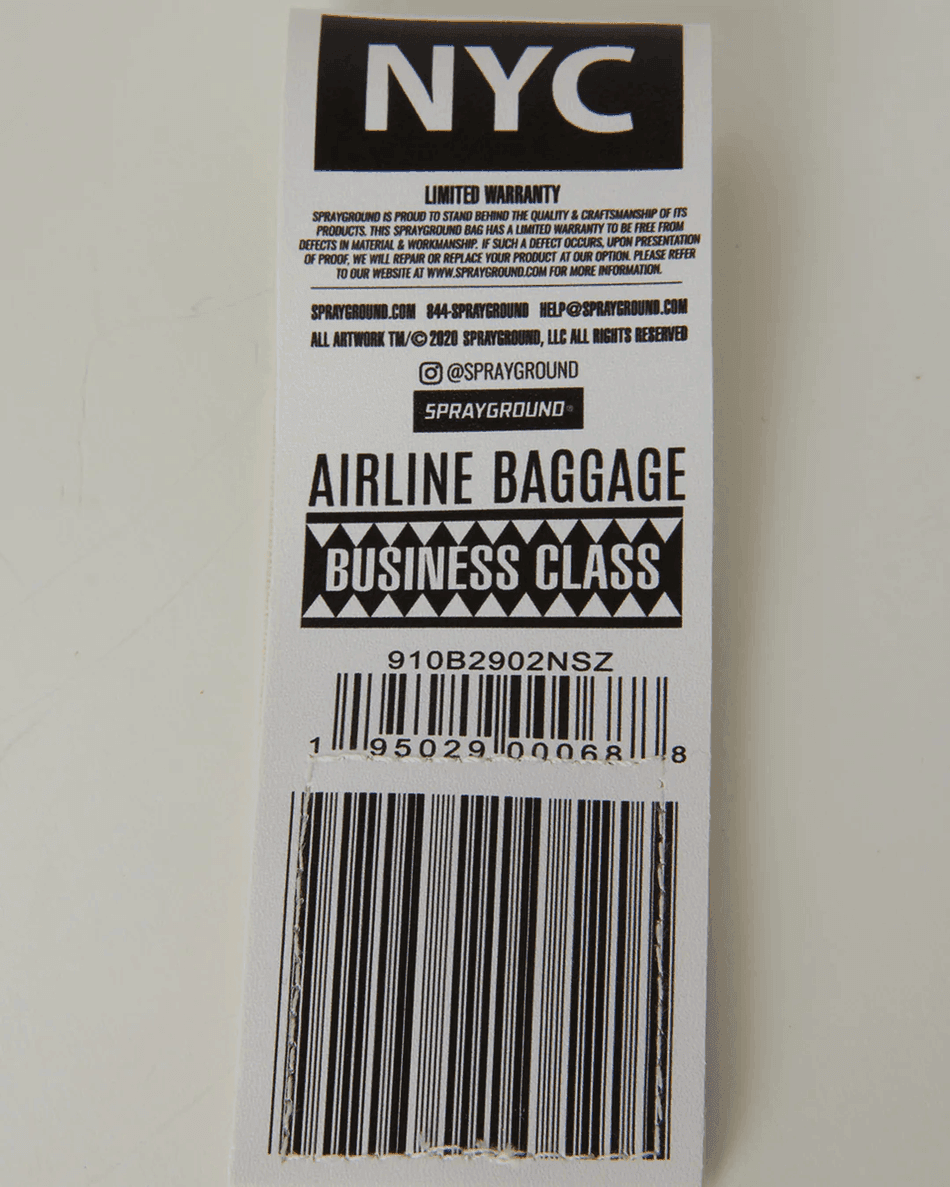 NYC
LIMITED WARRANTY
SPRAYGROUND IS PROUD TO STAND BEHIND THE QUALITY & CRAFTSMANSHIP OF ITS
PRODUCTS. THIS SPRAYGROUND BAG HAS A LIMITED WARRANTY TO BE FREE FROM
DEFECTS IN MATERIAL & WORKMANSHIP. IF SUCH A DEFECT OCCURS, UPON PRESENTATION
OF PROOF, WE WILL REPAIR OR REPLACE YOUR PRODUCT AT OUR OPTION. PLEASE REFER
TO OUR WEBSITE AT WWW.SPRAYGROUND.COM FOR MORE INFORMATION.
SPRAYGROUND.COM 844-SPRAYGROUND HELP@SPRAYGROUND.COM
ALL ARTWORK TM/© 2020 SPRAYGROUND, LLC ALL RIGHTS RESERVED
@SPRAYGROUND
SPRAYGROUND®
AIRLINE BAGGAGE
BUSINESS CLASS
910B2902NSZ
1 95029 00068 8